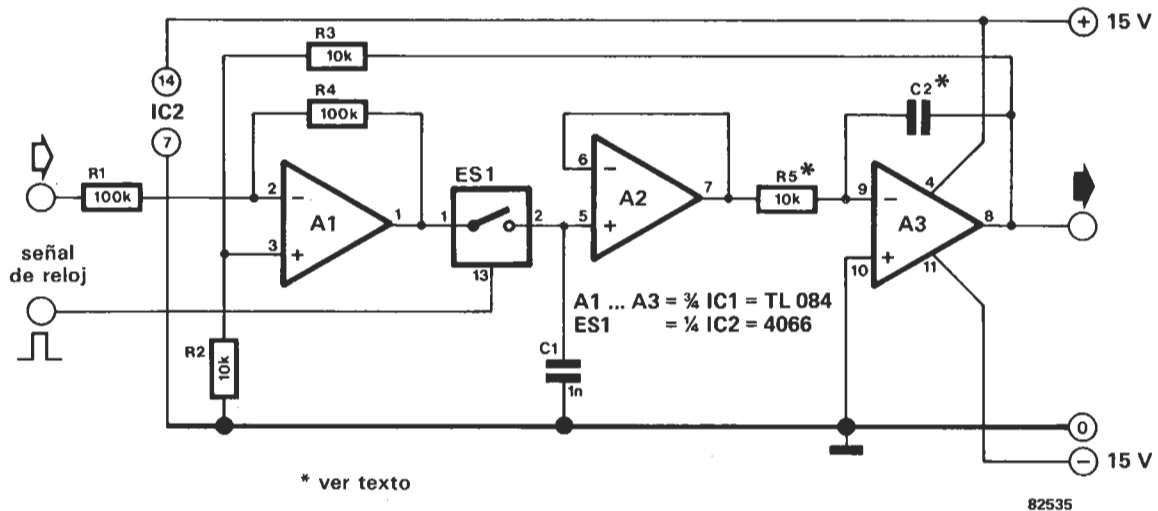 + 15 V
R3
10k
14
IC2
7
R4
100k
C2*
R1
100k
2
−
A1
1
3
+
ES1
1
2
13
6
−
A2
7
5
+
R5*
10k
9
−
A3
4
8
10
+
11
señal
de reloj
A1 ... A3 = ¾ IC1 = TL 084
ES1 = ¼ IC2 = 4066
R2
10k
C1
1n
0
− 15 V
* ver texto
82535